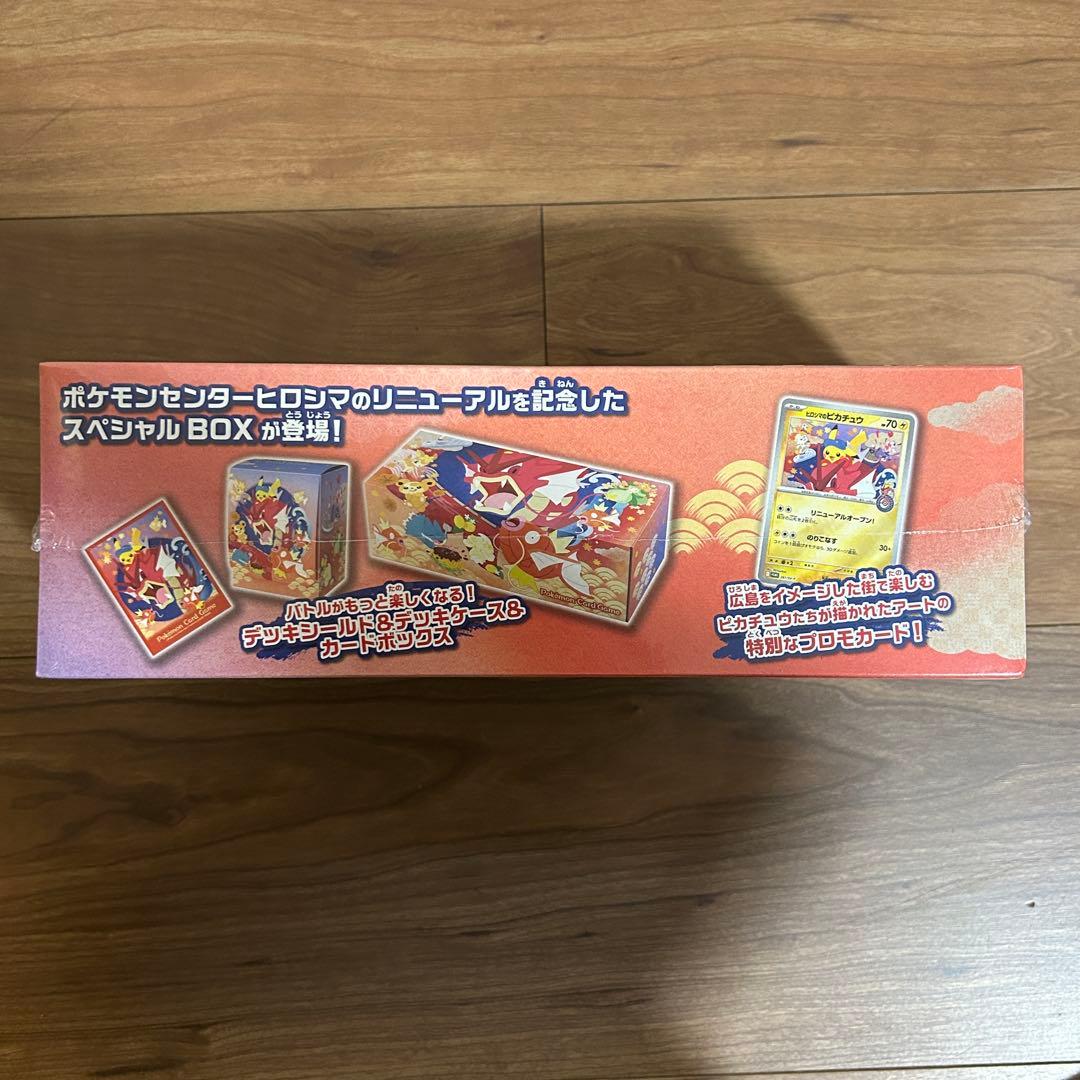 ポケモンセンターヒロシマのリニューアルを記念した
スペシャルBOXが登場！
ヒロシマのピカチュウ
HP70
リニューアルオープン！
のりこなす
30+
Pokémon Card Game
Pokémon Card Game
バトルがもっと楽しくなる！
デッキシールド＆デッキケース＆
カードボックス
広島をイメージした街で楽しむ
ピカチュウたちが描かれたアートの
特別なプロモカード！